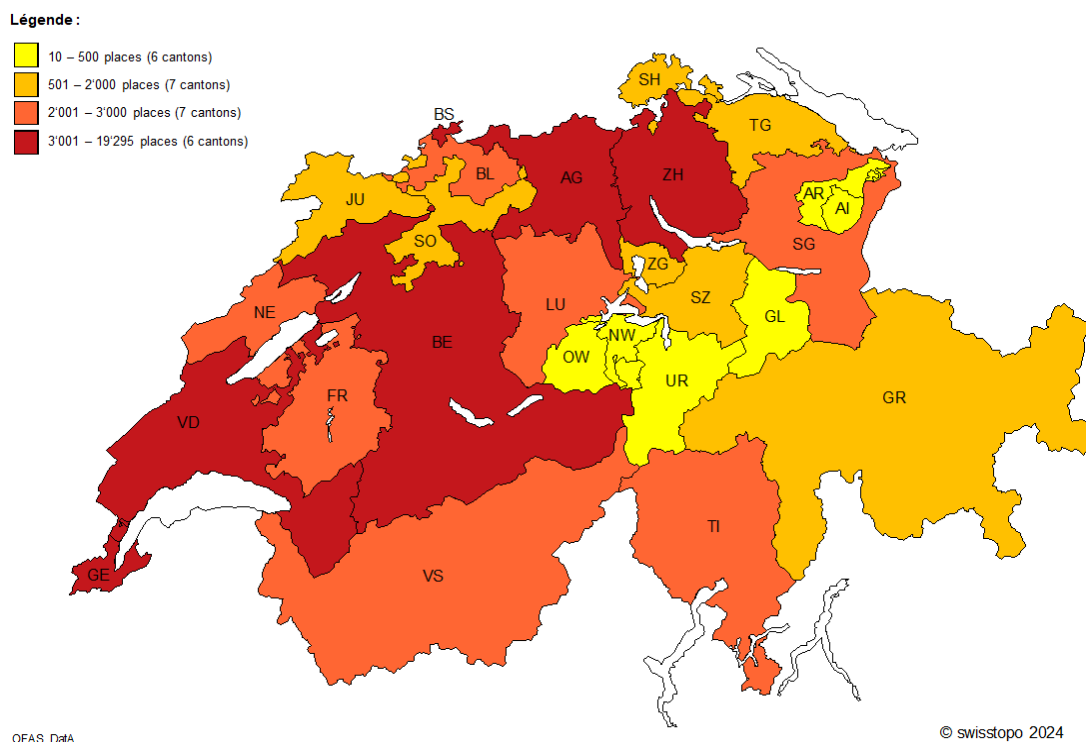 Légende :
10 – 500 places (6 cantons)
501 – 2'000 places (7 cantons)
2'001 – 3'000 places (7 cantons)
3'001 – 19'295 places (6 cantons)
SH
BS
TG
BL
AG
ZH
JU
AR
AI
SO
SG
ZG
SZ
NE
LU
GL
NW
BE
OW
UR
FR
GR
VD
TI
GE
VS
OFAS, DatA
© swisstopo 2024